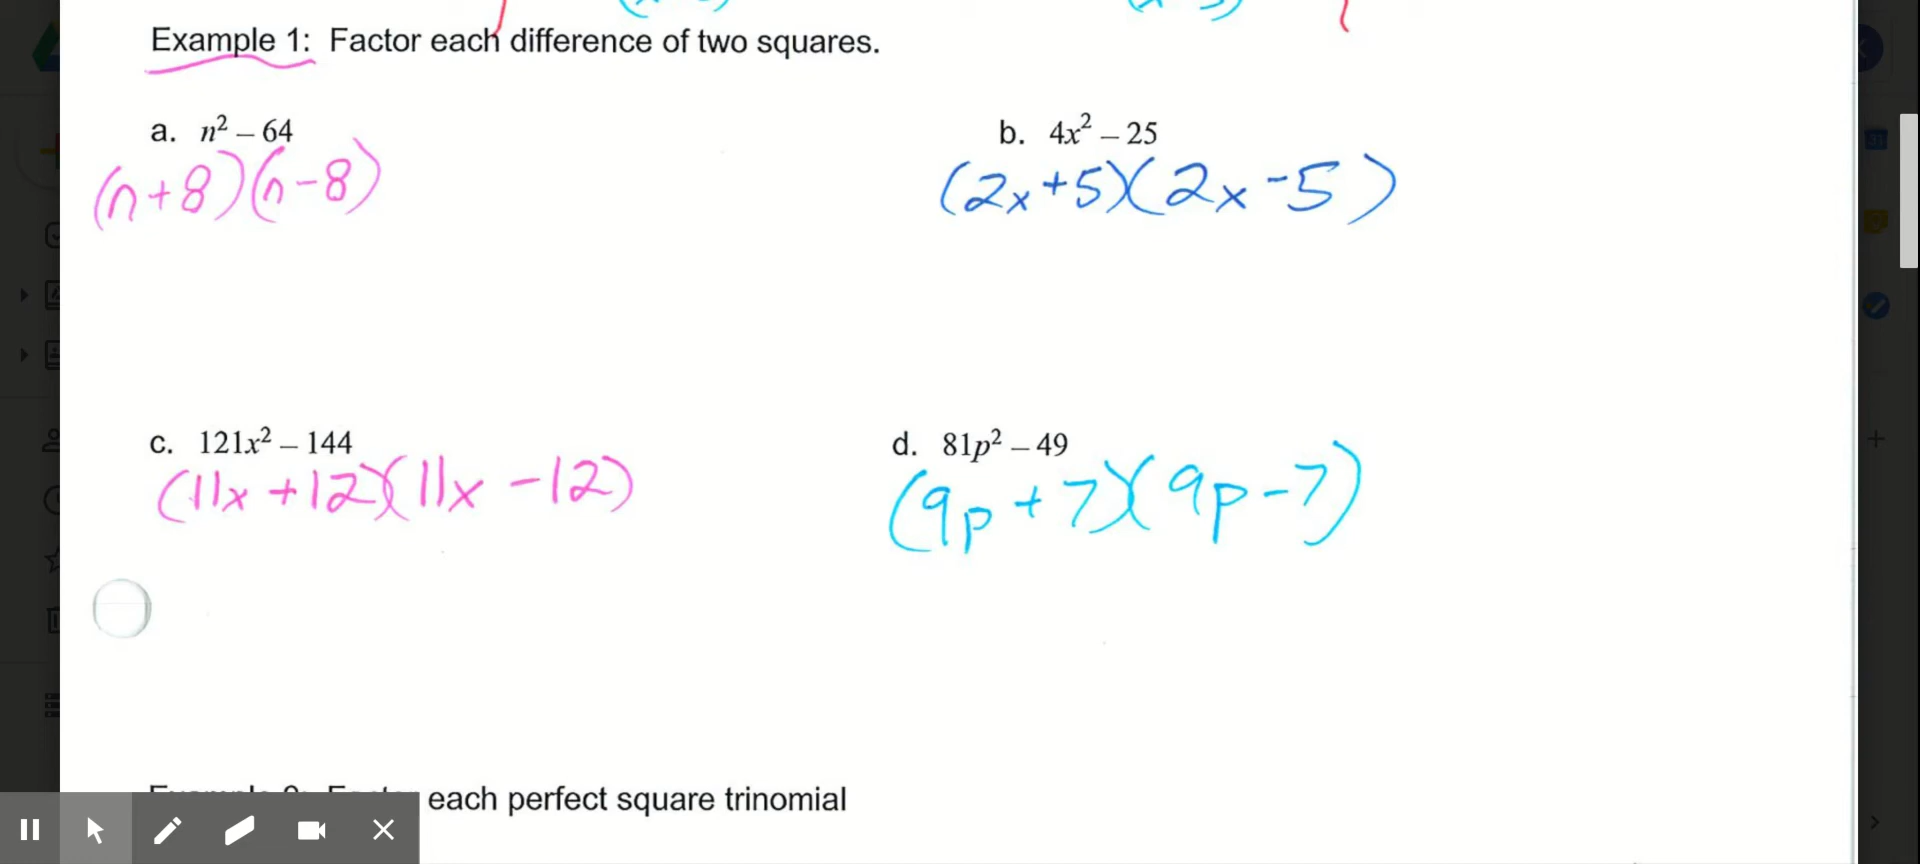 Example 1: Factor each difference of two squares.
a. n² – 64
(n+8)(n-8)
b. 4x² – 25
(2x+5)(2x-5)
c. 121x² – 144
(11x+12)(11x-12)
d. 81p² – 49
(9p+7)(9p-7)
each perfect square trinomial